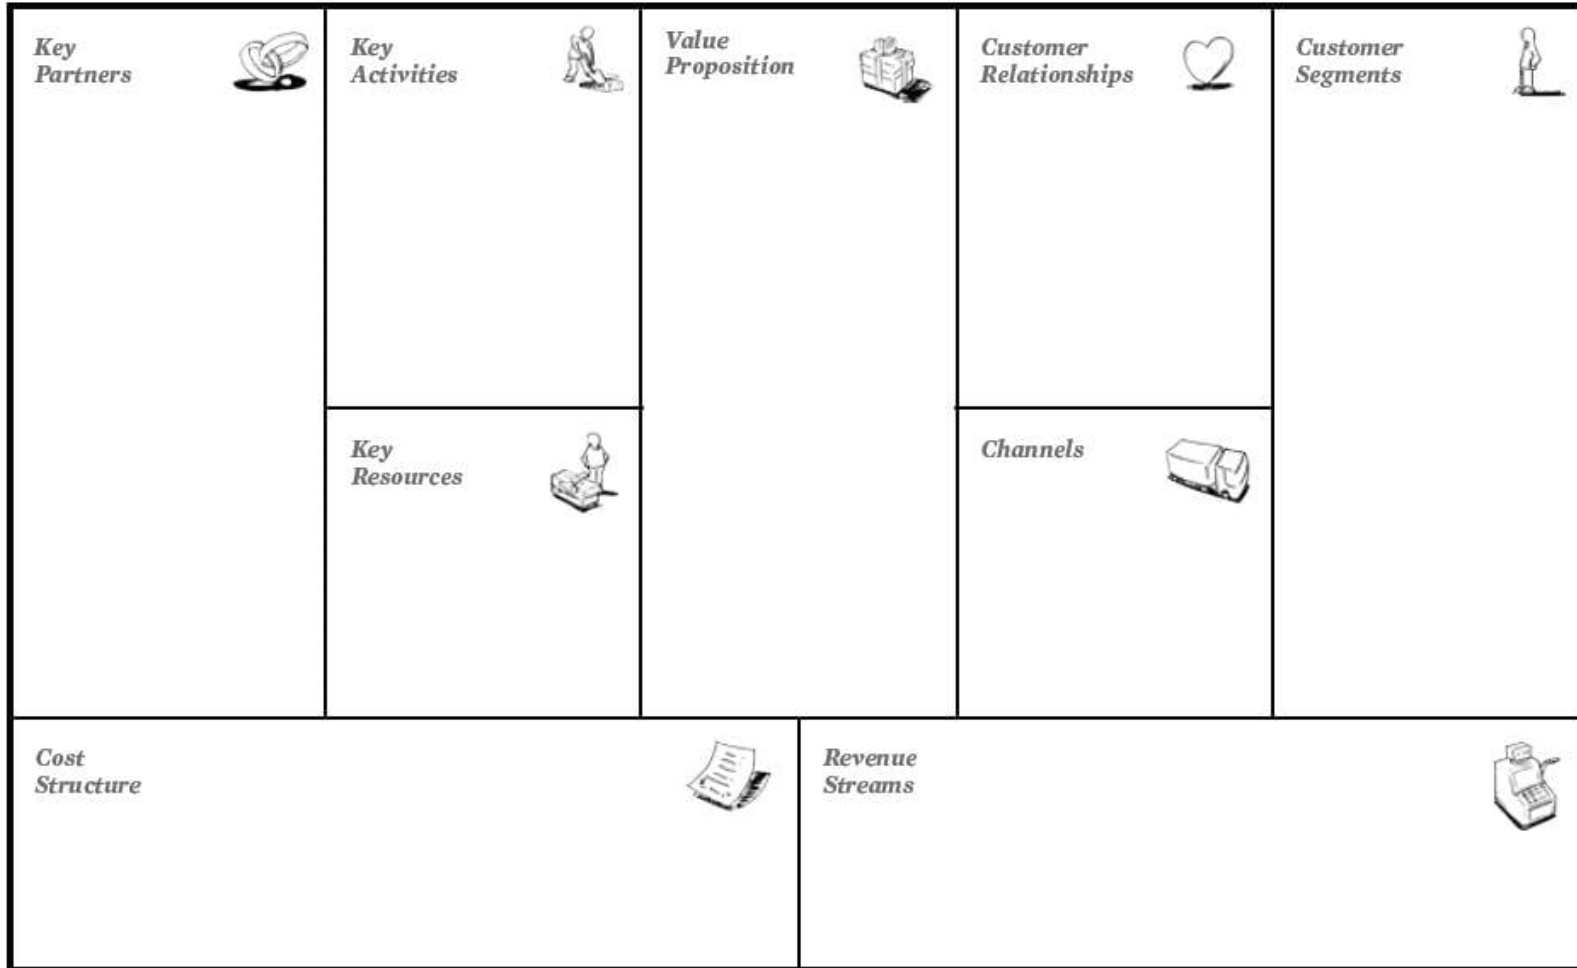 Key
Partners
Key
Activities
Value
Proposition
Customer
Relationships
Customer
Segments
Key
Resources
Channels
Cost
Structure
Revenue
Streams